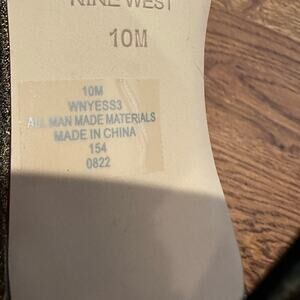 NINE WEST
10M
10M
WNYESS3
ALL MAN MADE MATERIALS
MADE IN CHINA
154
0822